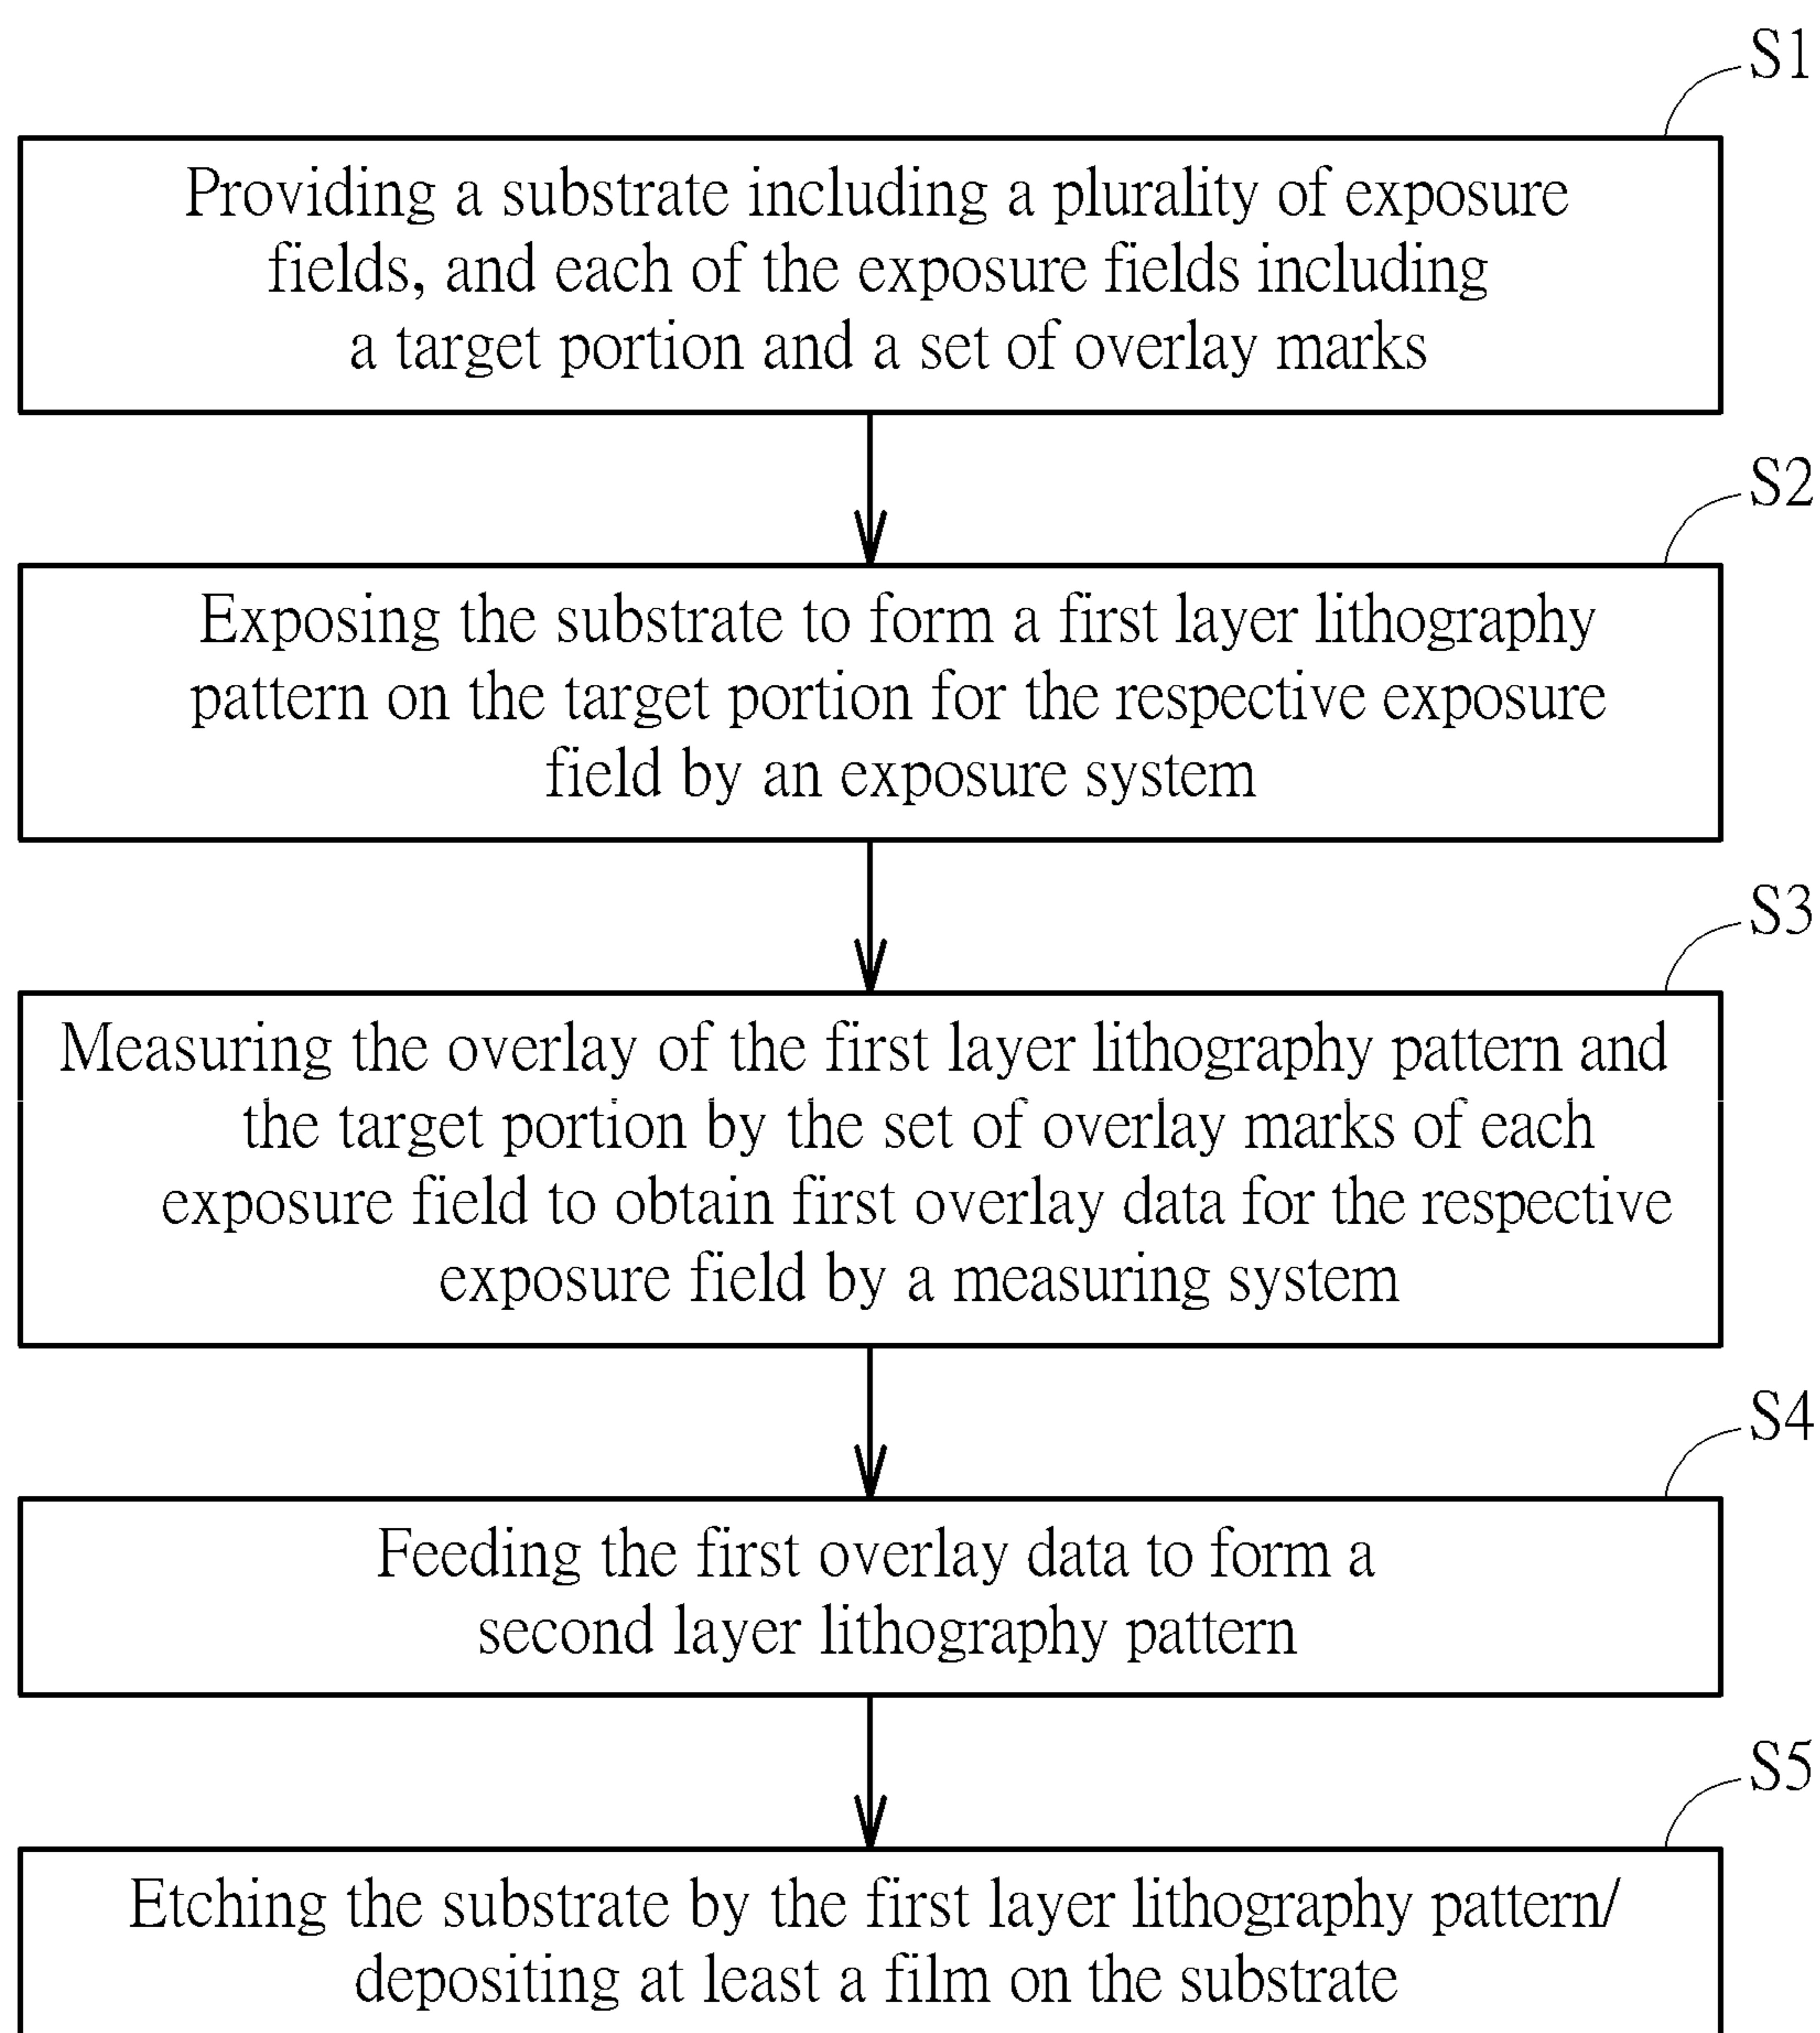 S1
Providing a substrate including a plurality of exposure
fields, and each of the exposure fields including
a target portion and a set of overlay marks
S2
Exposing the substrate to form a first layer lithography
pattern on the target portion for the respective exposure
field by an exposure system
S3
Measuring the overlay of the first layer lithography pattern and
the target portion by the set of overlay marks of each
exposure field to obtain first overlay data for the respective
exposure field by a measuring system
S4
Feeding the first overlay data to form a
second layer lithography pattern
S5
Etching the substrate by the first layer lithography pattern/
depositing at least a film on the substrate